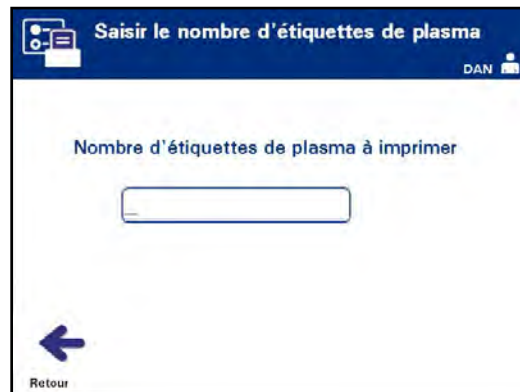 Saisir le nombre d'étiquettes de plasma
DAN
Nombre d'étiquettes de plasma à imprimer
_
Retour